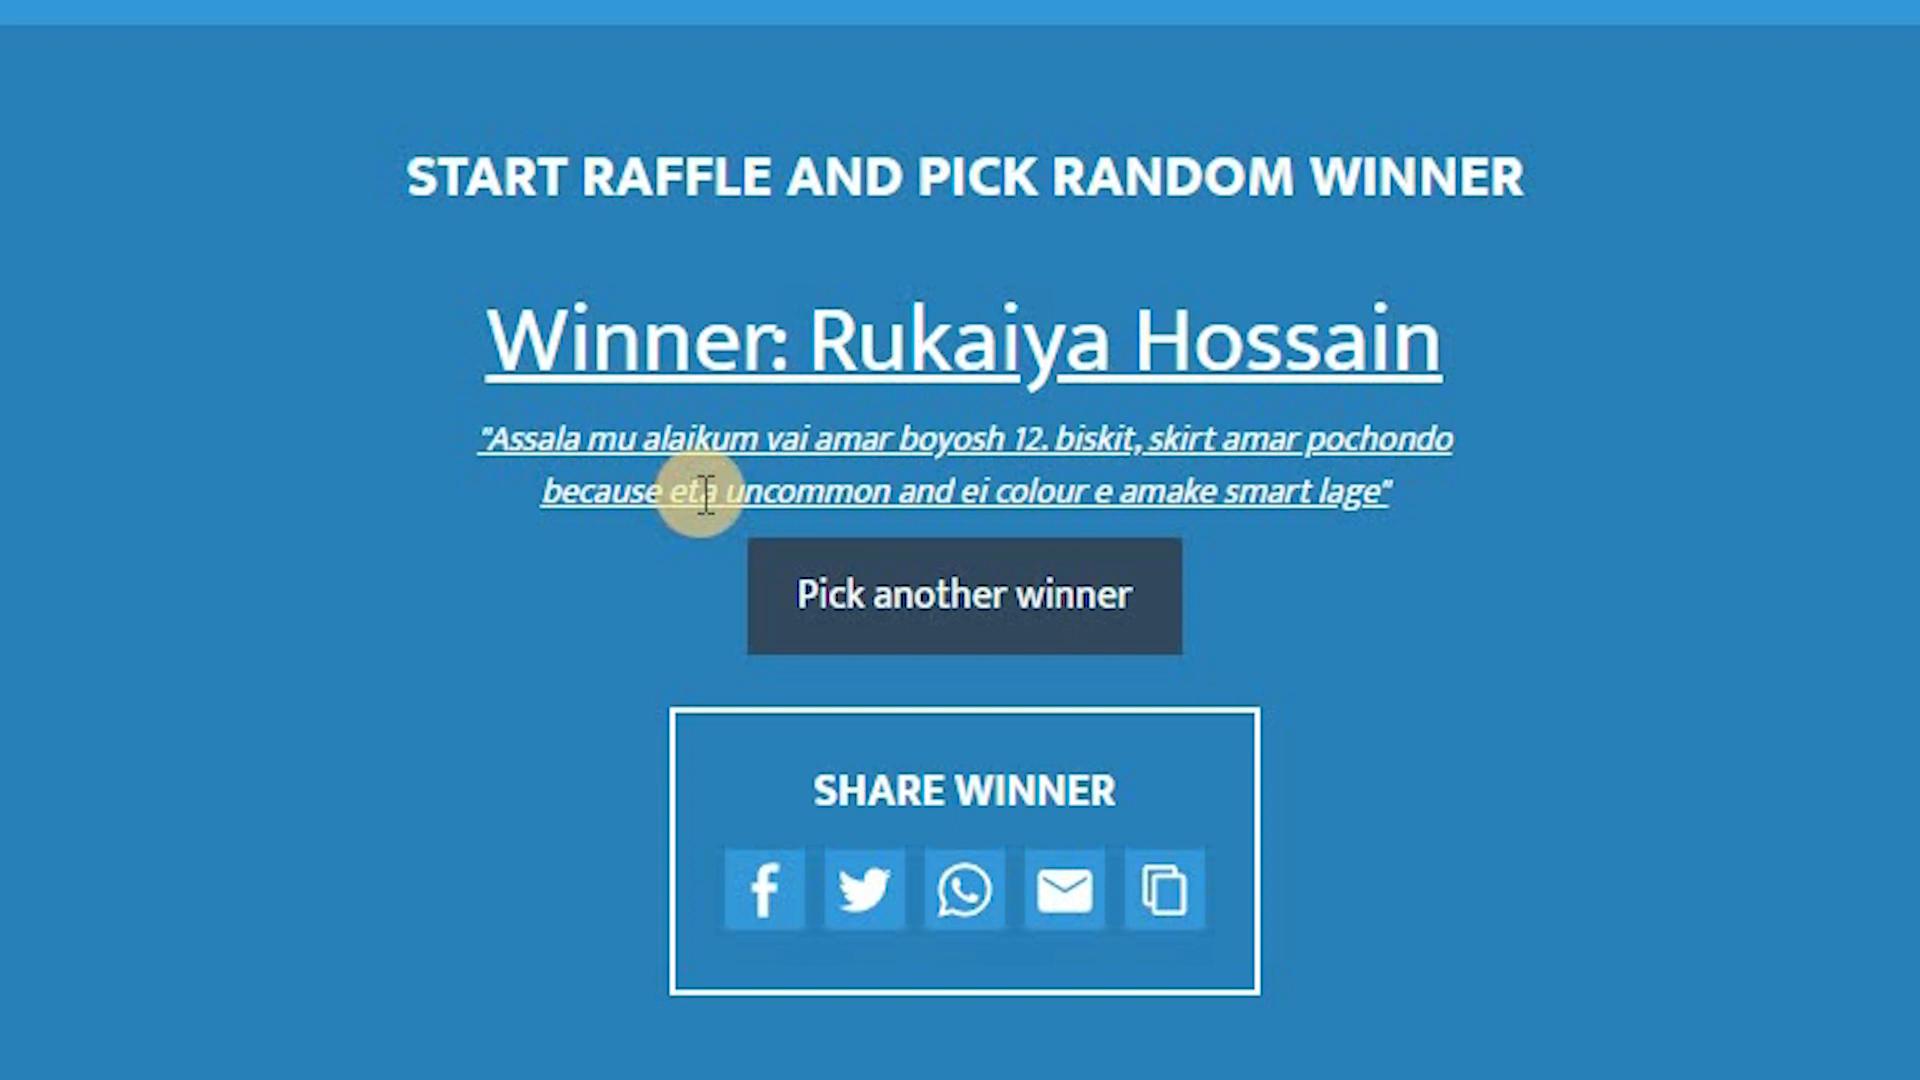 START RAFFLE AND PICK RANDOM WINNER
Winner: Rukaiya Hossain
"Assala mu alaikum vai amar boyosh 12. biskit, skirt amar pochondo
because eta uncommon and ei colour e amake smart lage"
Pick another winner
SHARE WINNER